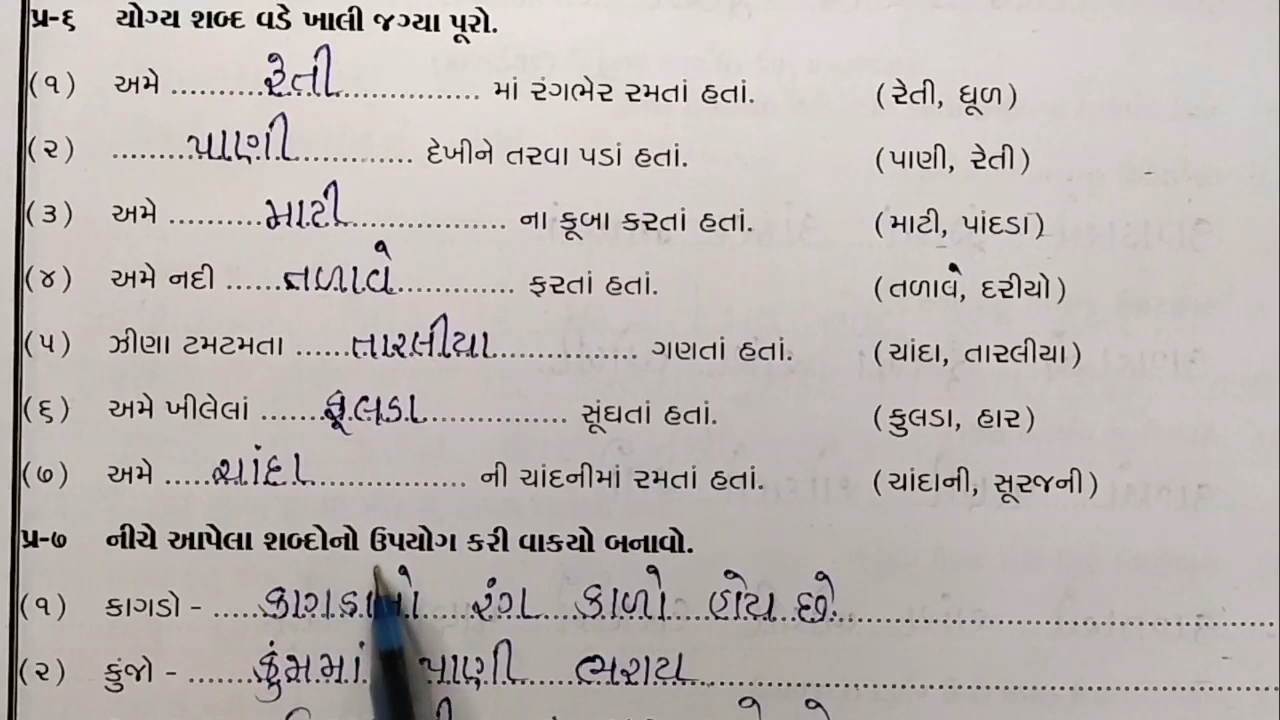 પ્ર-૬ યોગ્ય શબ્દ વડે ખાલી જગ્યા પૂરો.
(૧) અમે ......રેતી...... માં રંગભેર રમતાં હતાં. (રેતી, ધૂળ)
(૨) ......પાણી...... દેખીને તરવા પડાં હતાં. (પાણી, રેતી)
(૩) અમે ......માટી...... ના કૂબા કરતાં હતાં. (માટી, પાંદડા)
(૪) અમે નદી ......તળાવે...... ફરતાં હતાં. (તળાવે, દરીયો)
(૫) ઝીણા ટમટમતા ......તારલીયા...... ગણતાં હતાં. (ચાંદા, તારલીયા)
(૬) અમે ખીલેલાં ......ફૂલડા...... સૂંઘતાં હતાં. (ફુલડા, હાર)
(૭) અમે ......ચાંદા...... ની ચાંદનીમાં રમતાં હતાં. (ચાંદાની, સૂરજની)
પ્ર-૭ નીચે આપેલા શબ્દોનો ઉપયોગ કરી વાકયો બનાવો.
(૧) કાગડો - ......કાગડાનો રંગ કાળો હોય છે.
(૨) કુંજો - ......પાણી ભરાય